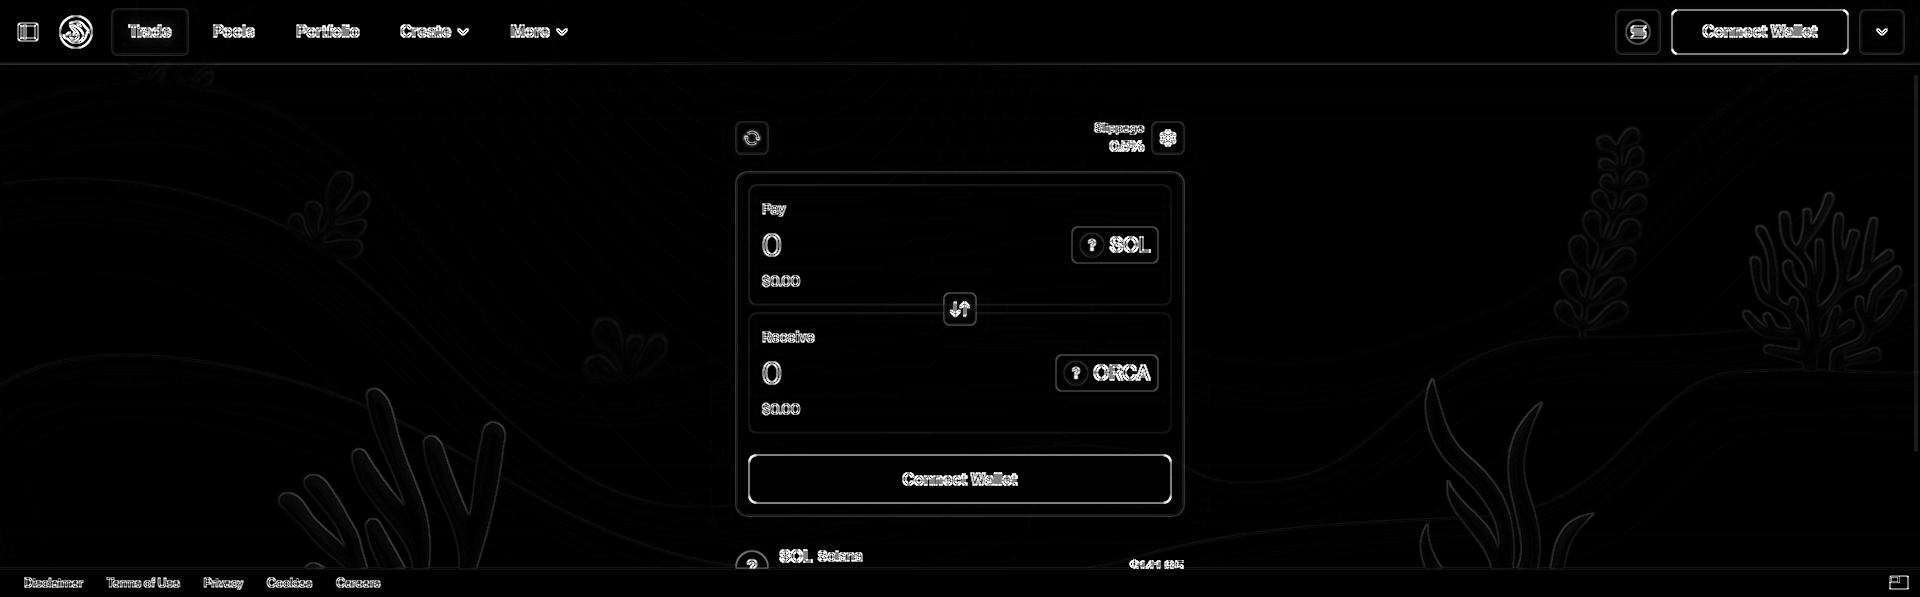 Trade
Pools
Portfolio
Create
More
Connect Wallet
Slippage
0.5%
Pay
0
? SOL
$0.00
Receive
0
? ORCA
$0.00
Connect Wallet
? SOL Solana
Disclaimer
Terms of Use
Privacy
Cookies
Careers